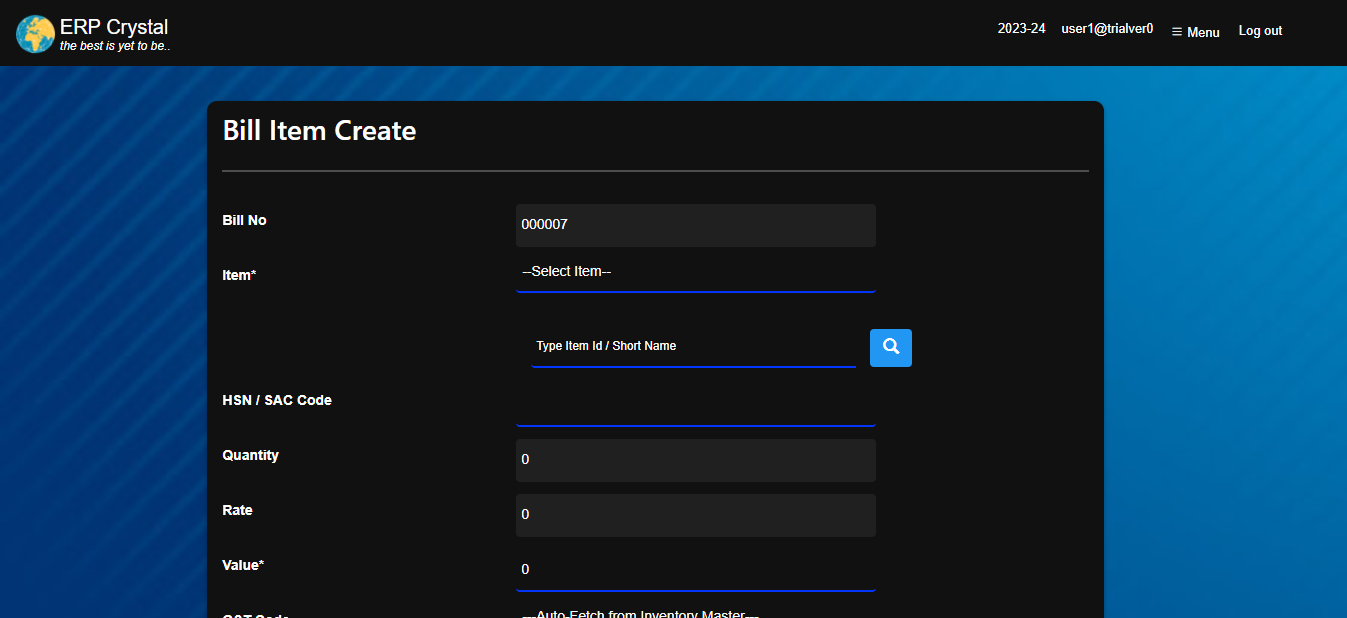 ERP Crystal
the best is yet to be..
2023-24 user1@trialver0 ☰ Menu Log out
Bill Item Create
Bill No 000007
Item* --Select Item--
Type Item Id / Short Name
HSN / SAC Code
Quantity 0
Rate 0
Value* 0
GST Code ---Auto-Fetch from Inventory Master---